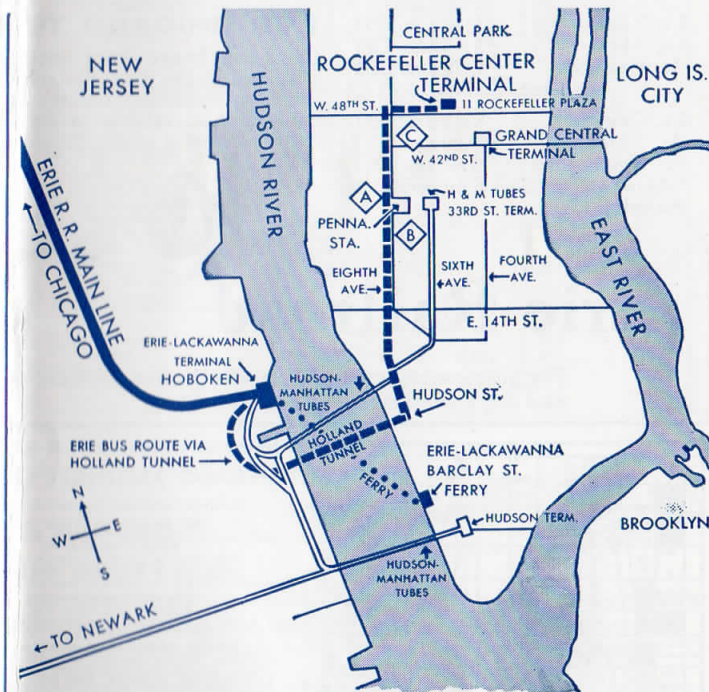 CENTRAL PARK
NEW
JERSEY
ROCKEFELLER CENTER
TERMINAL
LONG IS.
CITY
HUDSON RIVER
W. 48TH ST.
11 ROCKEFELLER PLAZA
C
GRAND CENTRAL
TERMINAL
W. 42ND ST.
ERIE R. R. MAIN LINE
←TO CHICAGO
A
H & M TUBES
33RD ST. TERM.
PENNA.
STA.
B
EAST RIVER
EIGHTH
AVE.→
SIXTH
←AVE.
FOURTH
←AVE.
E. 14TH ST.
ERIE-LACKAWANNA
TERMINAL
HOBOKEN
HUDSON-
MANHATTAN
TUBES
HUDSON ST.
HOLLAND
TUNNEL
ERIE BUS ROUTE VIA
HOLLAND TUNNEL→
FERRY
ERIE-LACKAWANNA
BARCLAY ST.
FERRY
N
W
E
S
HUDSON TERM.
BROOKLYN
HUDSON-
MANHATTAN
TUBES
←TO NEWARK